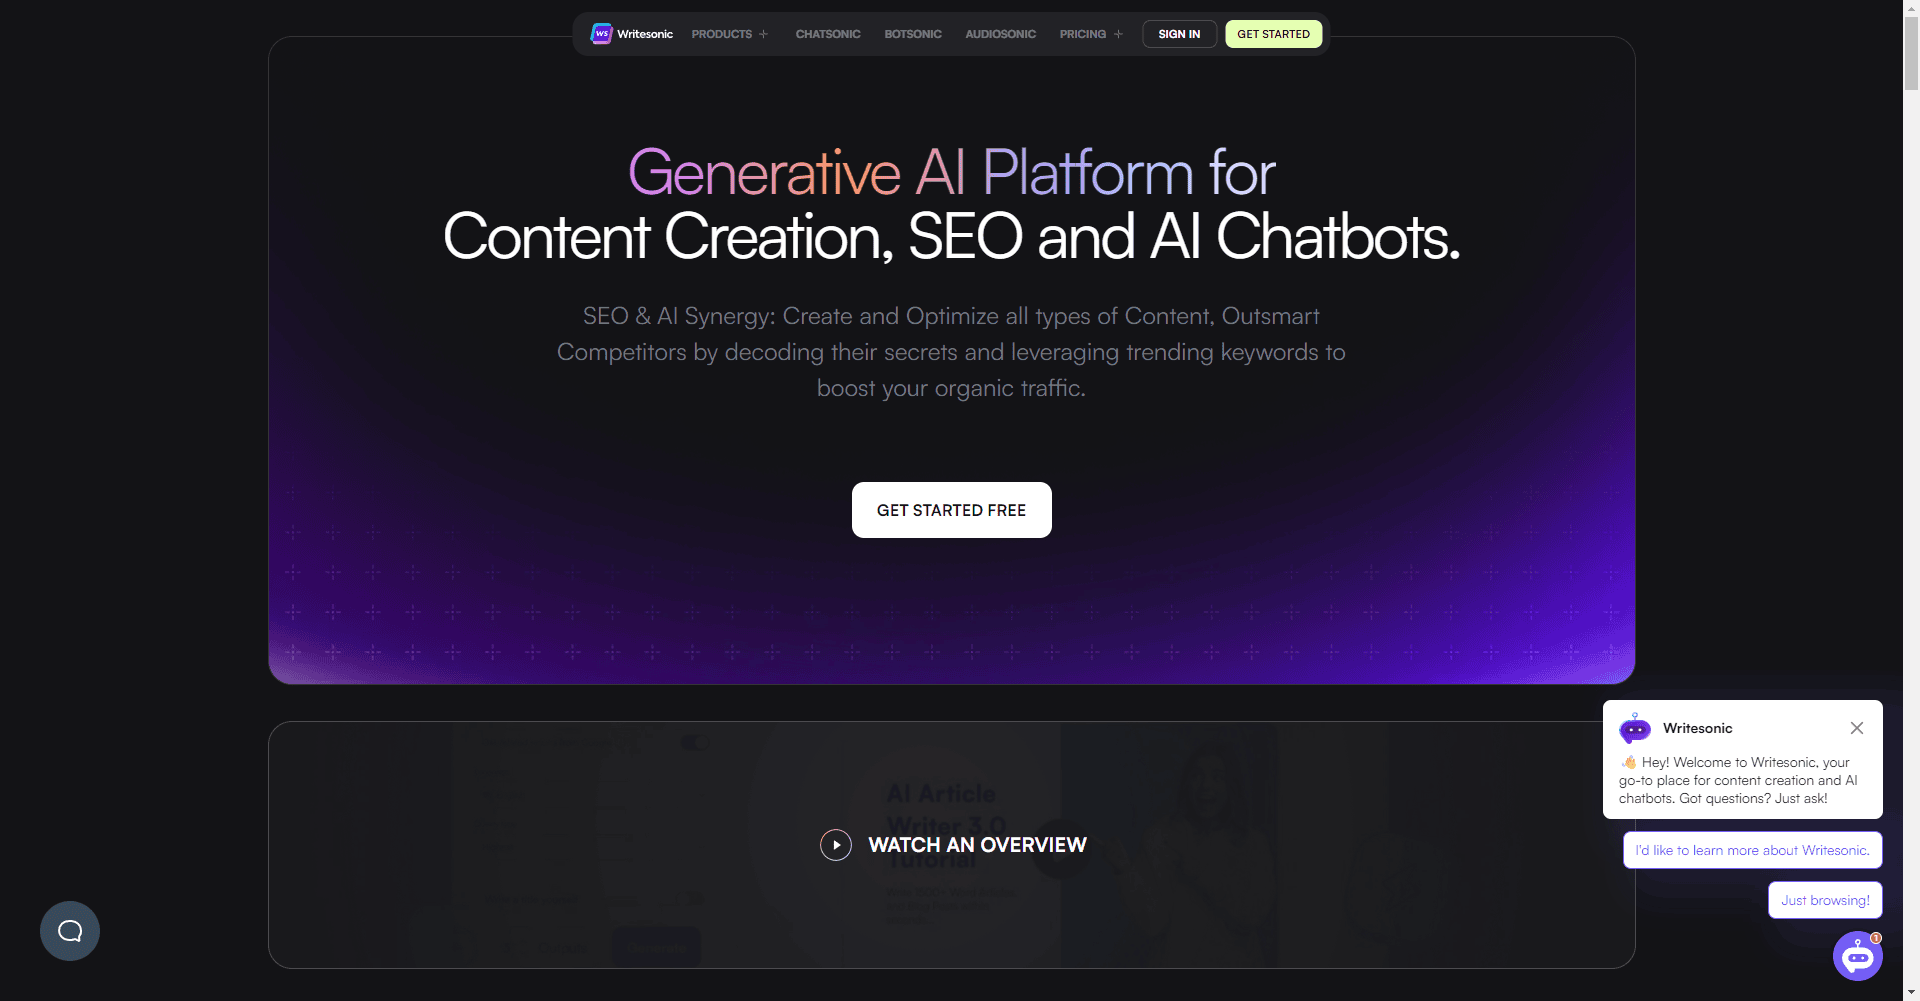 WS Writesonic PRODUCTS + CHATSONIC BOTSONIC AUDIOSONIC PRICING + SIGN IN GET STARTED
Generative AI Platform for
Content Creation, SEO and AI Chatbots.
SEO & AI Synergy: Create and Optimize all types of Content, Outsmart
Competitors by decoding their secrets and leveraging trending keywords to
boost your organic traffic.
GET STARTED FREE
AI Article
Writer 3.0
Tutorial
WATCH AN OVERVIEW
Writesonic
👋 Hey! Welcome to Writesonic, your
go-to place for content creation and AI
chatbots. Got questions? Just ask!
I'd like to learn more about Writesonic.
Just browsing!
1